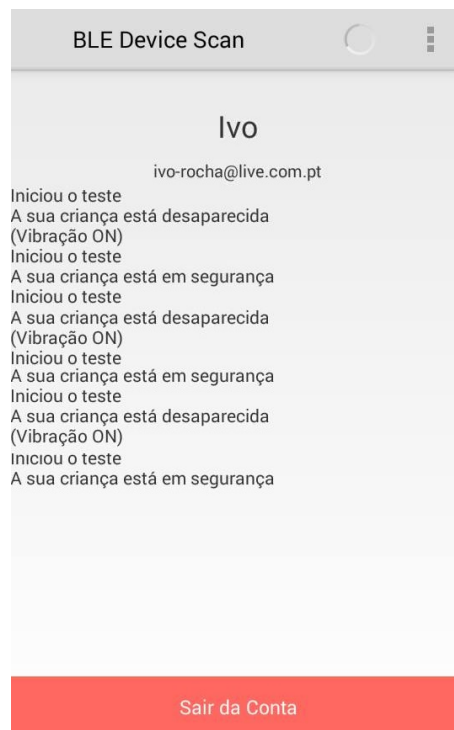 BLE Device Scan
Ivo
ivo-rocha@live.com.pt
Iniciou o teste
A sua criança está desaparecida
(Vibração ON)
Iniciou o teste
A sua criança está em segurança
Iniciou o teste
A sua criança está desaparecida
(Vibração ON)
Iniciou o teste
A sua criança está em segurança
Iniciou o teste
A sua criança está desaparecida
(Vibração ON)
Iniciou o teste
A sua criança está em segurança
Sair da Conta